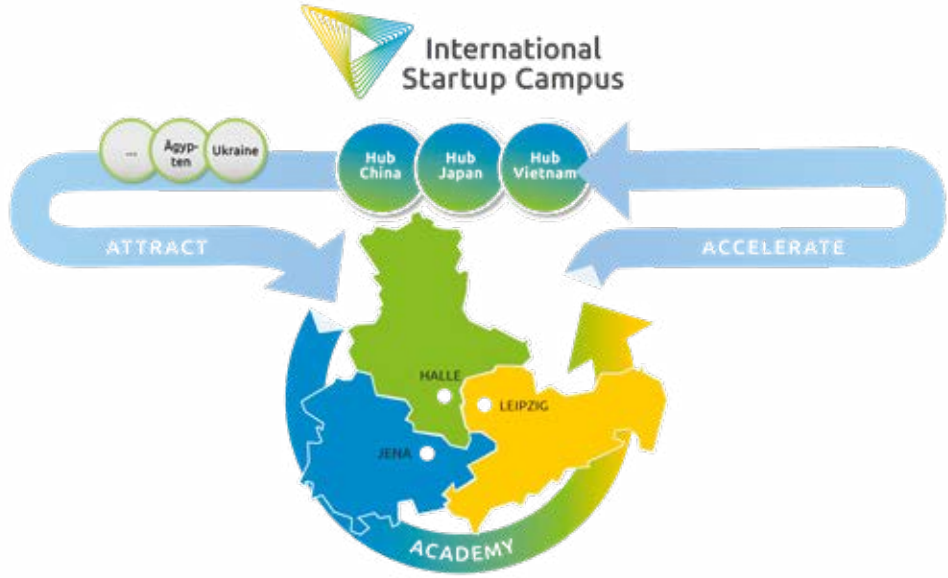 International
Startup Campus
...
Ägyp-
ten
Ukraine
Hub
China
Hub
Japan
Hub
Vietnam
ATTRACT
ACCELERATE
HALLE
LEIPZIG
JENA
ACADEMY